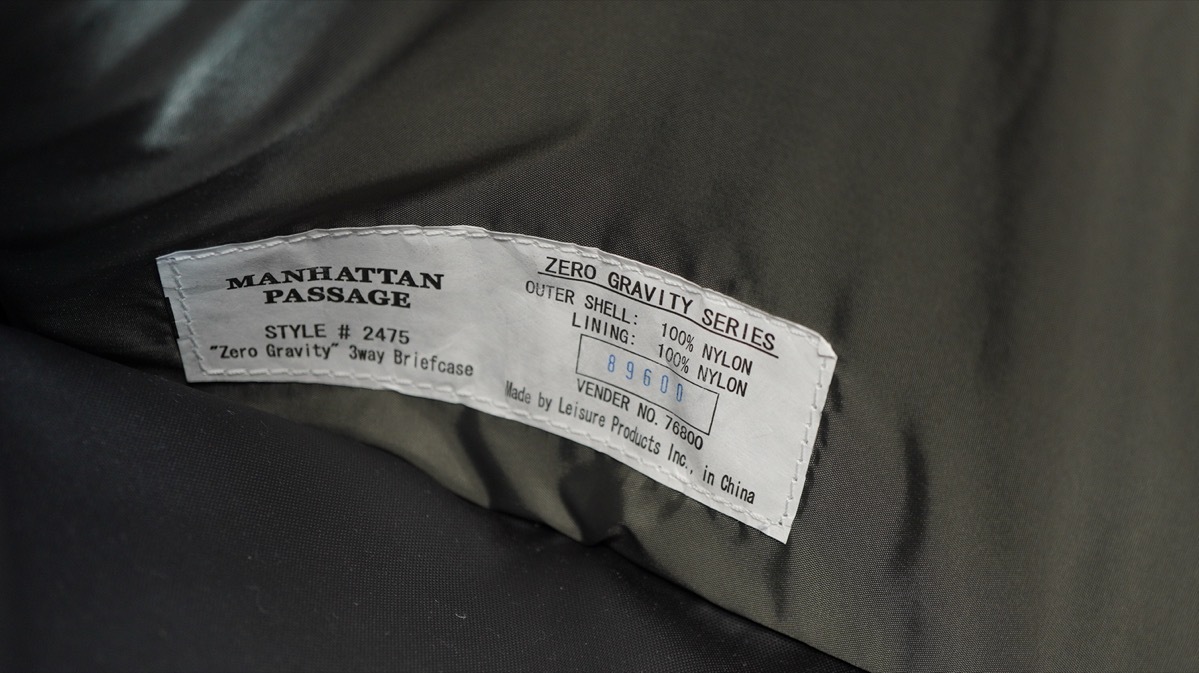 MANHATTAN
PASSAGE
STYLE # 2475
"Zero Gravity" 3way Briefcase
ZERO GRAVITY SERIES
OUTER SHELL: 100% NYLON
LINING: 100% NYLON
89600
VENDER NO. 76800
Made by Leisure Products Inc., in China